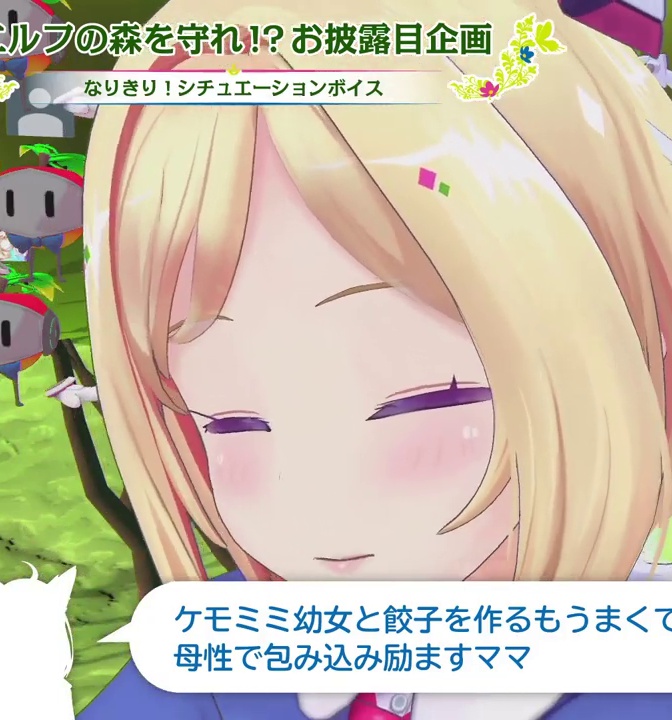 エルフの森を守れ!? お披露目企画
なりきり！シチュエーションボイス
ケモミミ幼女と餃子を作るもうまくて
母性で包み込み励ますママ